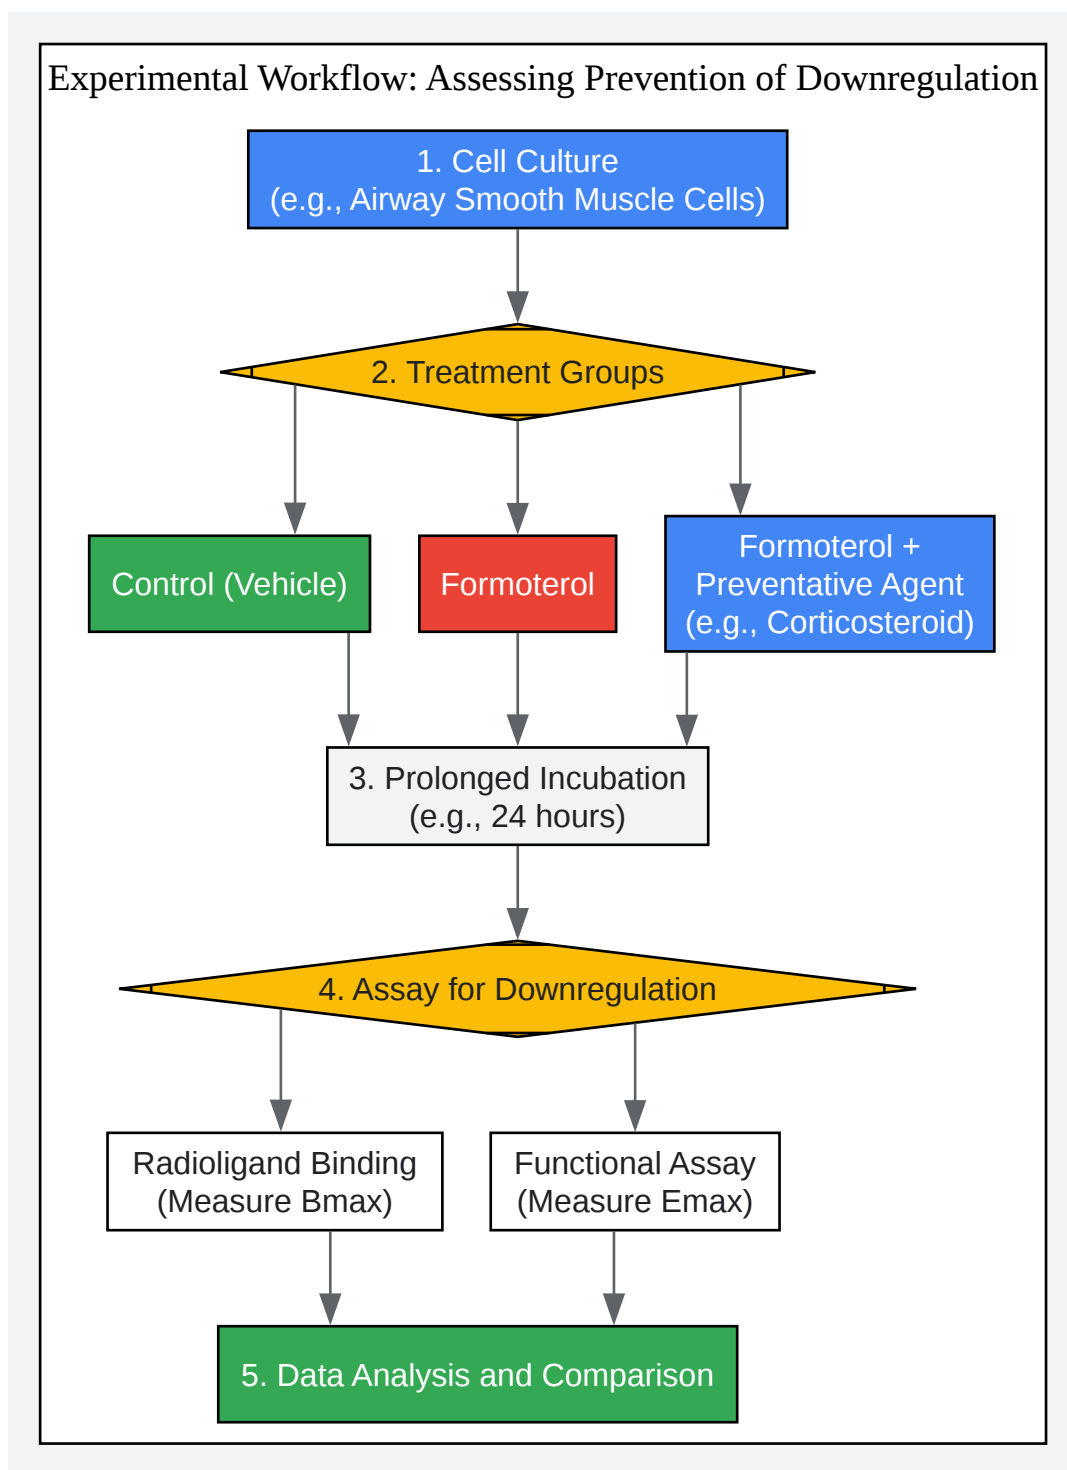 Experimental Workflow: Assessing Prevention of Downregulation
1. Cell Culture
(e.g., Airway Smooth Muscle Cells)
2. Treatment Groups
Control (Vehicle)
Formoterol
Formoterol +
Preventative Agent
(e.g., Corticosteroid)
3. Prolonged Incubation
(e.g., 24 hours)
4. Assay for Downregulation
Radioligand Binding
(Measure Bmax)
Functional Assay
(Measure Emax)
5. Data Analysis and Comparison